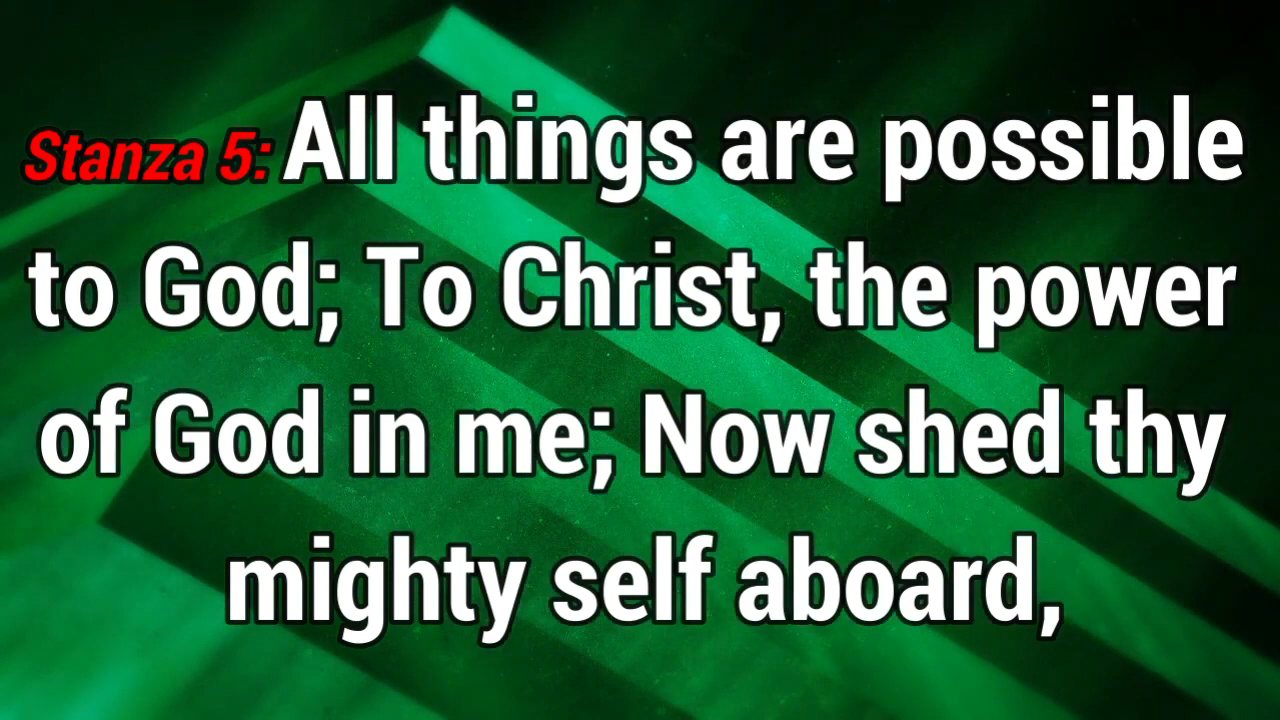 Stanza 5: All things are possible
to God; To Christ, the power
of God in me; Now shed thy
mighty self aboard,